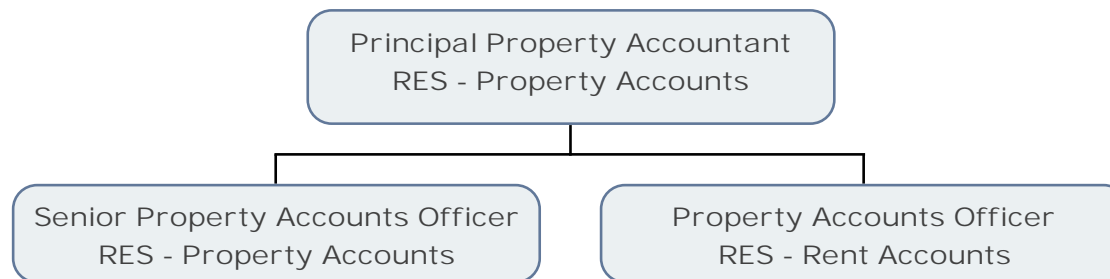 Principal Property Accountant
RES - Property Accounts
Senior Property Accounts Officer
RES - Property Accounts
Property Accounts Officer
RES - Rent Accounts